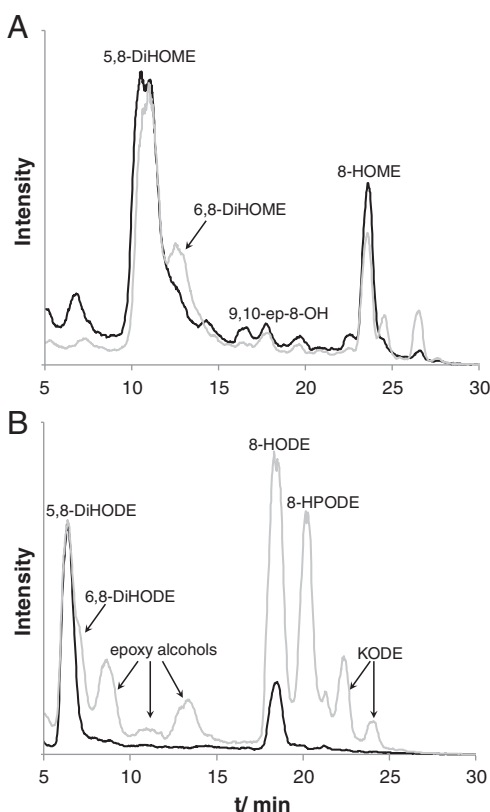 A
5,8-DiHOME
8-HOME
6,8-DiHOME
9,10-ep-8-OH
Intensity
5 10 15 20 25 30
B
8-HODE
5,8-DiHODE
8-HPODE
6,8-DiHODE
epoxy alcohols
KODE
Intensity
5 10 15 20 25 30
t/ min